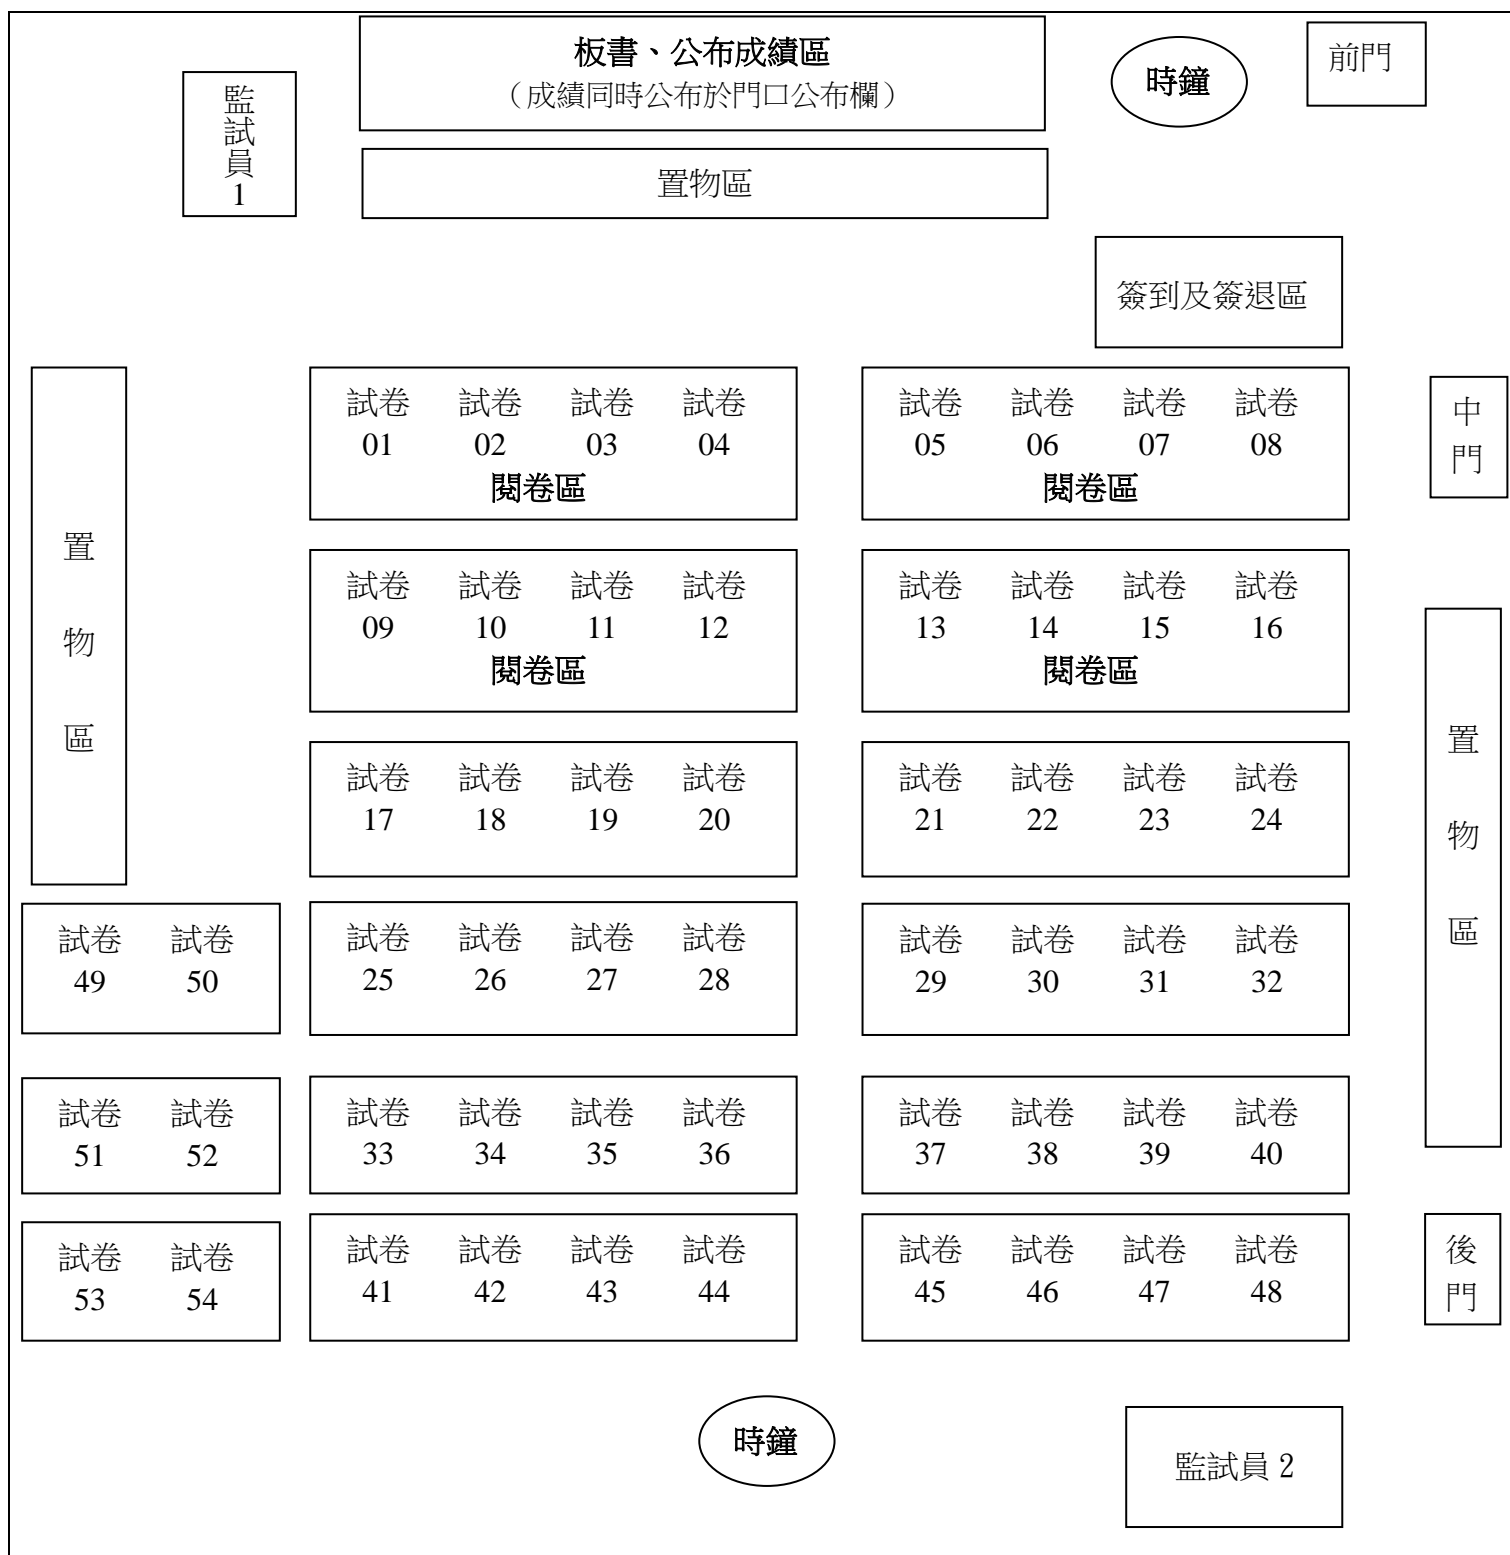 板書、公布成績區
（成績同時公布於門口公布欄）
時鐘
前門
監試員1
置物區
簽到及簽退區
置物區
試卷 試卷 試卷 試卷
01 02 03 04
閱卷區
試卷 試卷 試卷 試卷
05 06 07 08
閱卷區
中門
試卷 試卷 試卷 試卷
09 10 11 12
閱卷區
試卷 試卷 試卷 試卷
13 14 15 16
閱卷區
置物區
試卷 試卷 試卷 試卷
17 18 19 20
試卷 試卷 試卷 試卷
21 22 23 24
試卷 試卷
49 50
試卷 試卷 試卷 試卷
25 26 27 28
試卷 試卷 試卷 試卷
29 30 31 32
試卷 試卷
51 52
試卷 試卷 試卷 試卷
33 34 35 36
試卷 試卷 試卷 試卷
37 38 39 40
試卷 試卷
53 54
試卷 試卷 試卷 試卷
41 42 43 44
試卷 試卷 試卷 試卷
45 46 47 48
後門
時鐘
監試員 2